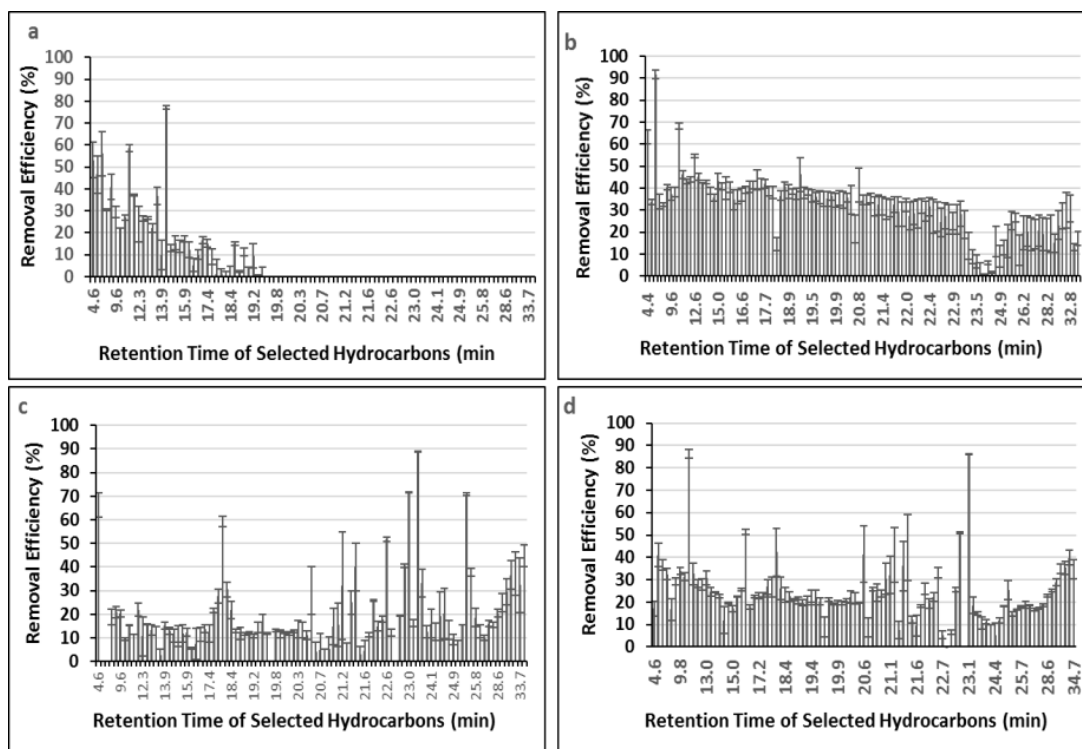 a
Removal Efficiency (%)
100
90
80
70
60
50
40
30
20
10
0
4.6 9.6 12.3 13.9 15.9 17.4 18.4 19.2 20.3 20.7 21.2 21.6 22.6 23.0 24.1 24.9 25.8 28.6 33.7
Retention Time of Selected Hydrocarbons (min
b
Removal Efficiency (%)
100
90
80
70
60
50
40
30
20
10
0
4.4 9.6 12.6 16.6 17.7 18.9 19.5 19.9 20.8 21.4 22.0 22.4 22.9 23.5 24.9 26.2 28.2 32.8
Retention Time of Selected Hydrocarbons (min)
c
Removal Efficiency (%)
100
90
80
70
60
50
40
30
20
10
0
4.6 9.6 12.3 13.9 15.9 17.4 18.4 19.2 20.3 20.7 21.2 21.6 22.6 23.0 24.1 24.9 25.8 28.6 33.7
Retention Time of Selected Hydrocarbons (min)
d
Removal Efficiency (%)
100
90
80
70
60
50
40
30
20
10
0
4.6 9.8 13.0 15.0 17.2 18.4 19.3 19.9 20.6 21.4 22.0 22.7 23.1 24.4 25.7 28.6 34.7
Retention Time of Selected Hydrocarbons (min)